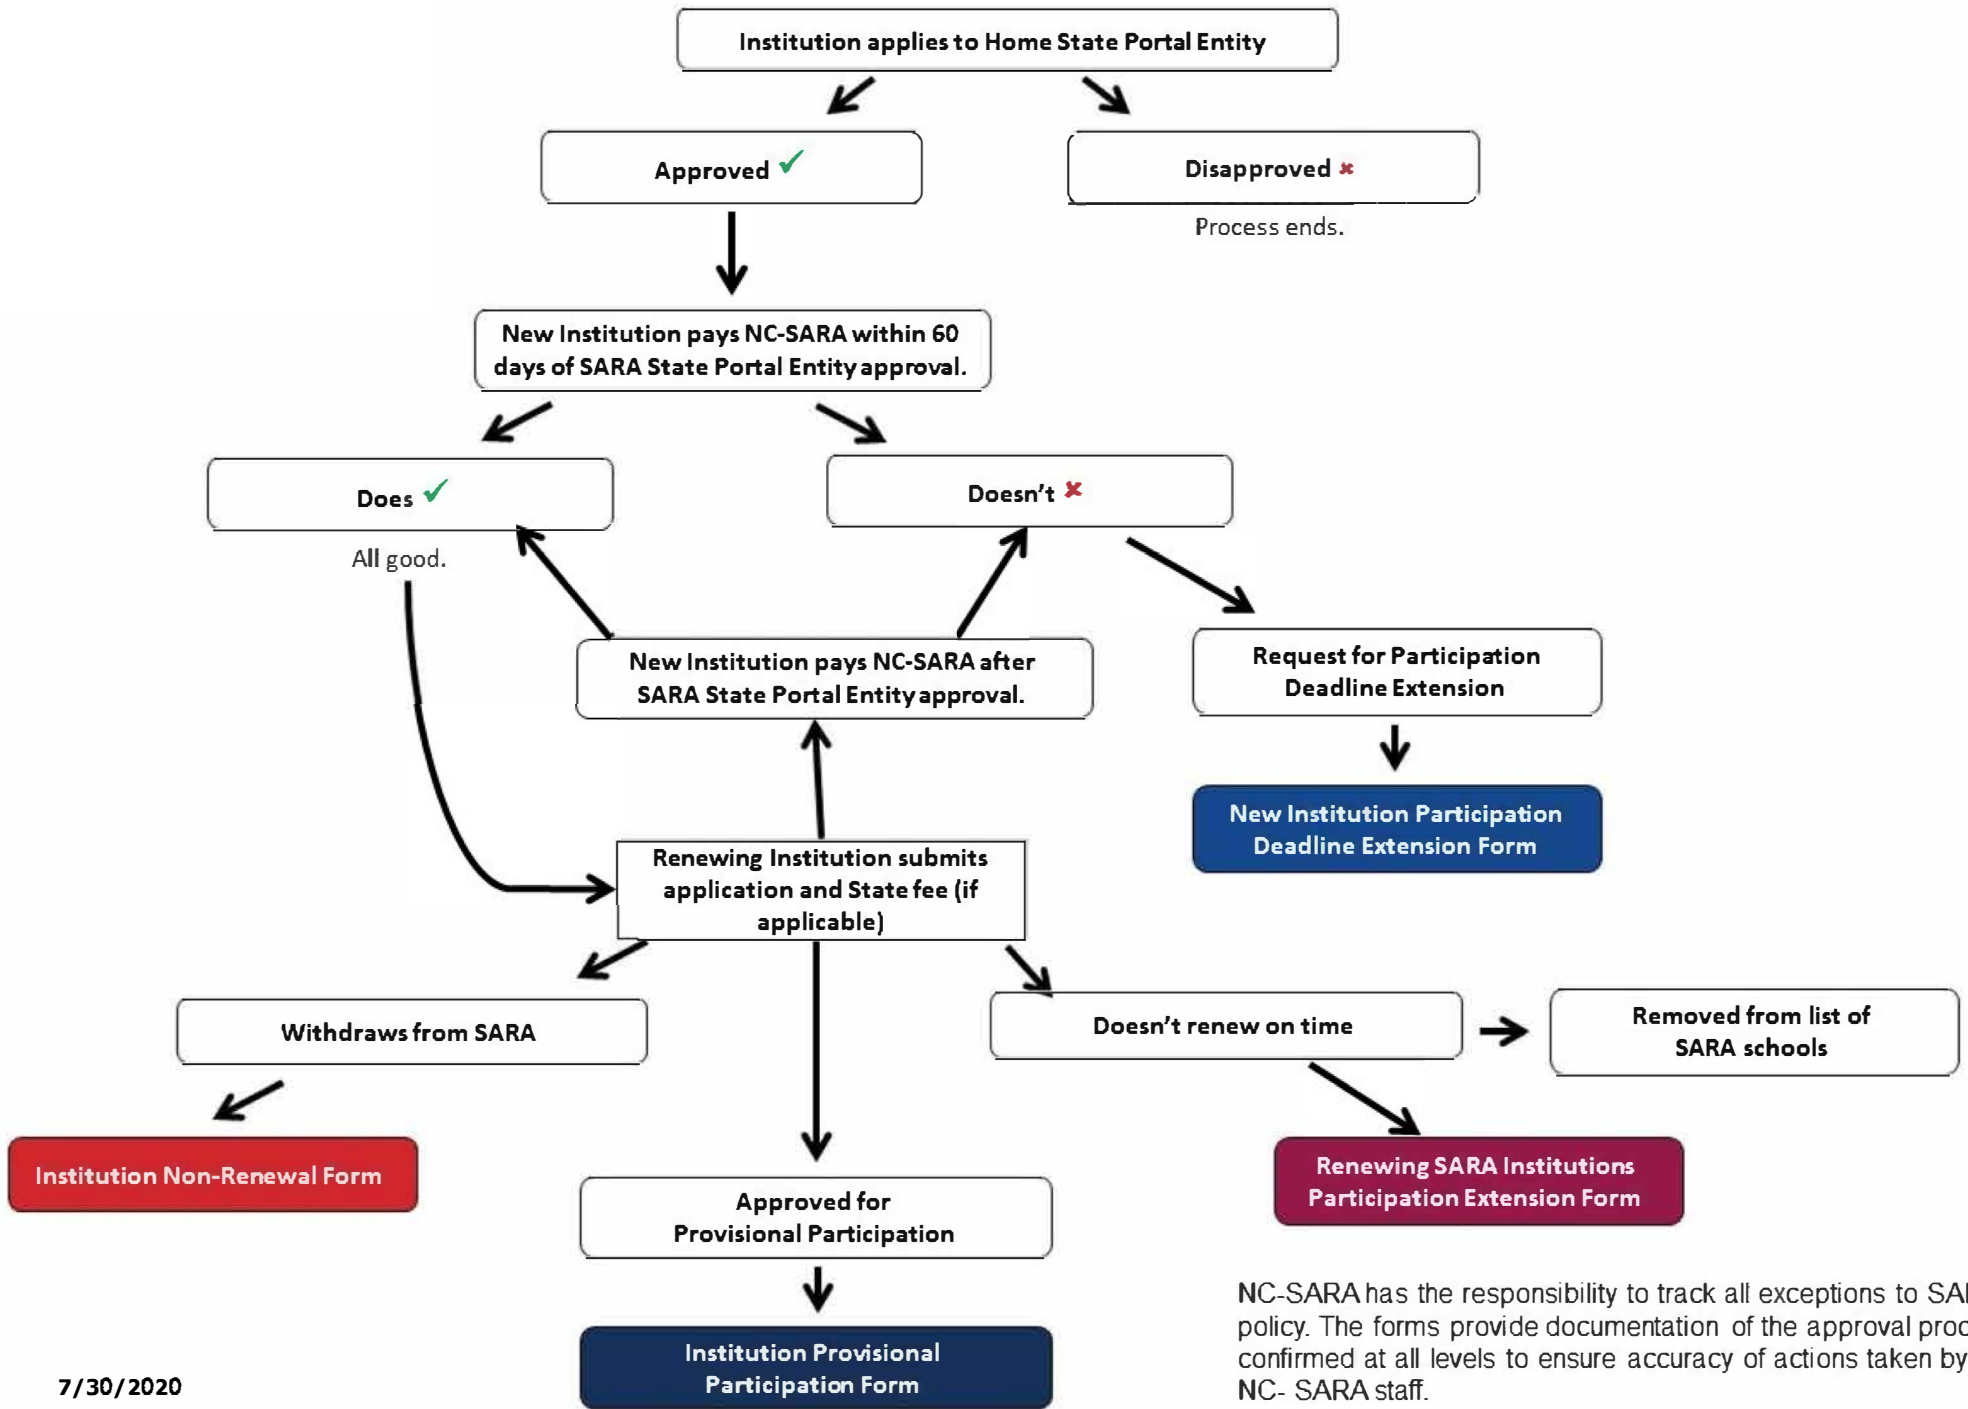 Institution applies to Home State Portal Entity
Approved ✓
Disapproved ✘
Process ends.
New Institution pays NC-SARA within 60
days of SARA State Portal Entity approval.
Does ✓
Doesn't ✘
All good.
New Institution pays NC-SARA after
SARA State Portal Entity approval.
Request for Participation
Deadline Extension
New Institution Participation
Deadline Extension Form
Renewing Institution submits
application and State fee (if
applicable)
Withdraws from SARA
Doesn't renew on time
Removed from list of
SARA schools
Institution Non-Renewal Form
Renewing SARA Institutions
Participation Extension Form
Approved for
Provisional Participation
Institution Provisional
Participation Form
NC-SARA has the responsibility to track all exceptions to
policy. The forms provide documentation of the approval
confirmed at all levels to ensure accuracy of actions taken by
NC- SARA staff.
7/30/2020